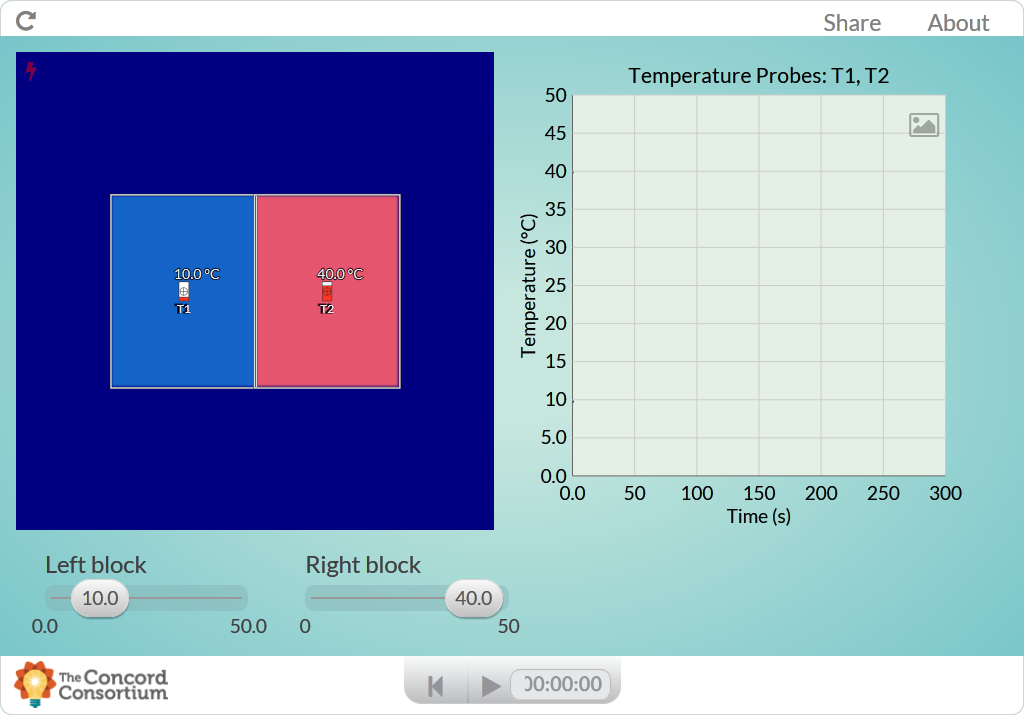 Share About
Temperature Probes: T1, T2
50
45
40
35
30
25
20
15
10
5.0
0.0
Temperature (°C)
0.0 50 100 150 200 250 300
Time (s)
10.0 °C
T1
40.0 °C
T2
Left block
10.0
0.0 50.0
Right block
40.0
0 50
The Concord
Consortium
00:00:00